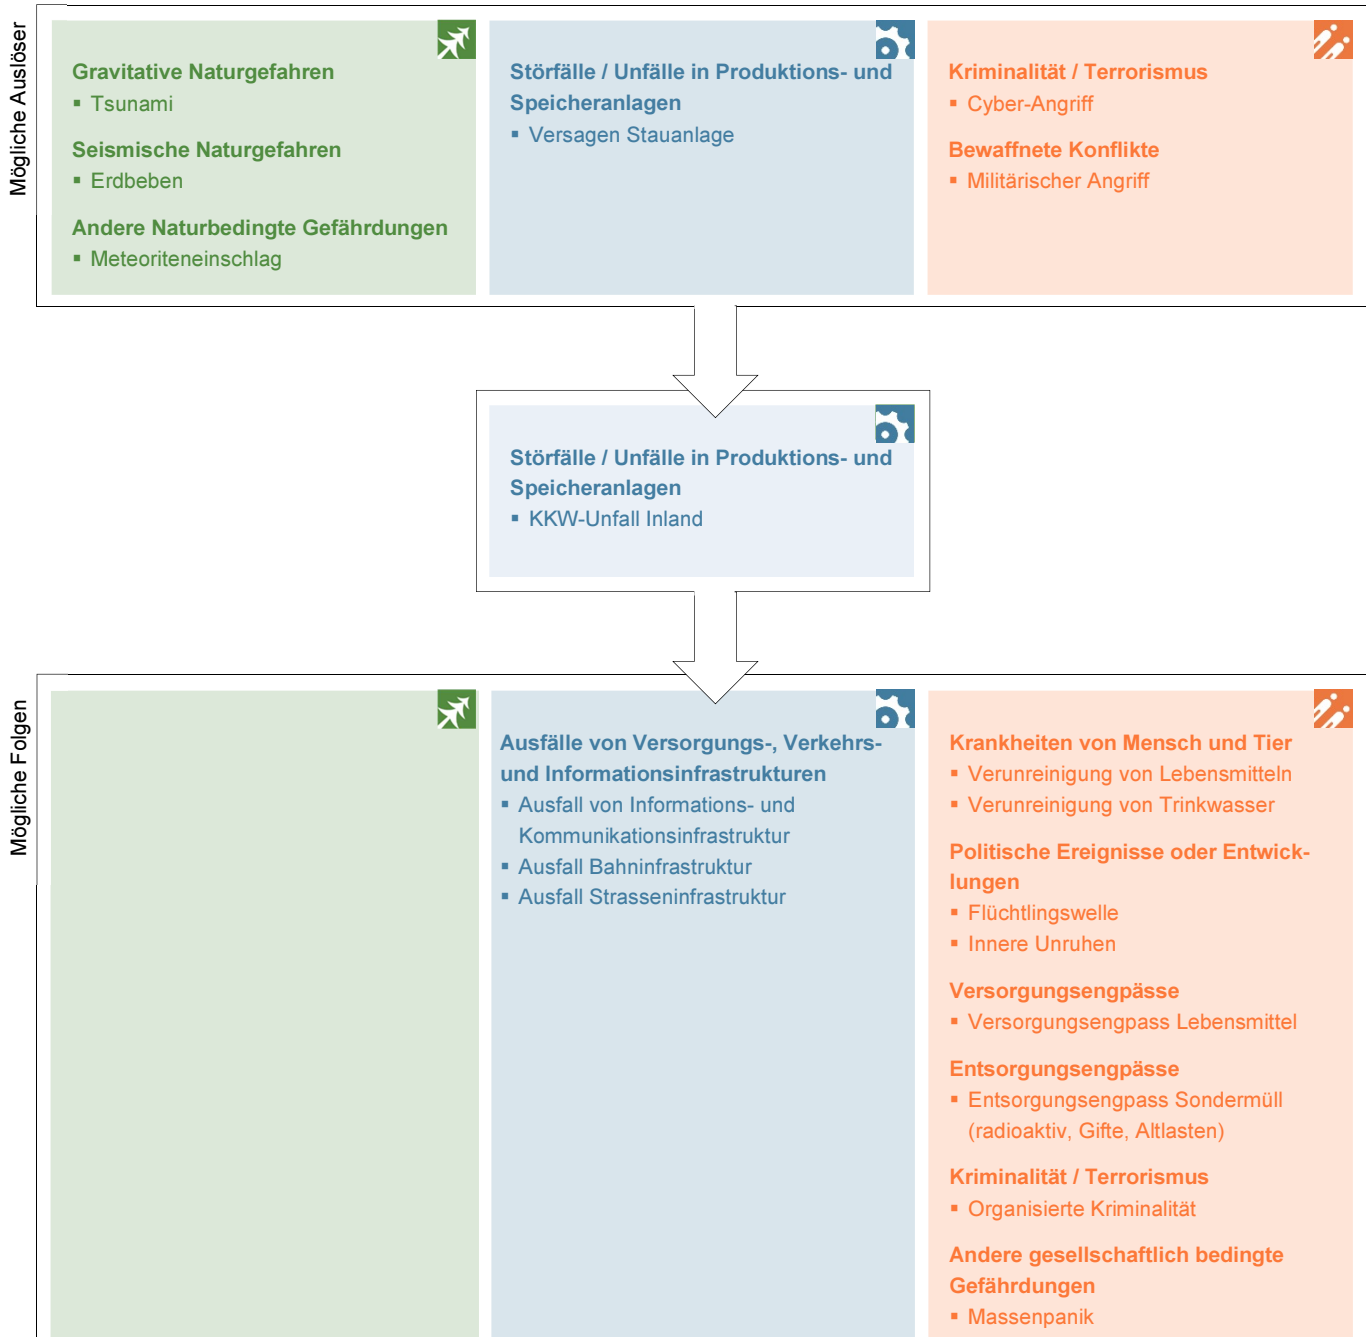 Mögliche Auslöser
Gravitative Naturgefahren
▪ Tsunami
Seismische Naturgefahren
▪ Erdbeben
Andere Naturbedingte Gefährdungen
▪ Meteoriteneinschlag
Störfälle / Unfälle in Produktions- und
Speicheranlagen
▪ Versagen Stauanlage
Kriminalität / Terrorismus
▪ Cyber-Angriff
Bewaffnete Konflikte
▪ Militärischer Angriff
Störfälle / Unfälle in Produktions- und
Speicheranlagen
▪ KKW-Unfall Inland
Mögliche Folgen
Ausfälle von Versorgungs-, Verkehrs-
und Informationsinfrastrukturen
▪ Ausfall von Informations- und
Kommunikationsinfrastruktur
▪ Ausfall Bahninfrastruktur
▪ Ausfall Strasseninfrastruktur
Krankheiten von Mensch und Tier
▪ Verunreinigung von Lebensmitteln
▪ Verunreinigung von Trinkwasser
Politische Ereignisse oder Entwick-
lungen
▪ Flüchtlingswelle
▪ Innere Unruhen
Versorgungsengpässe
▪ Versorgungsengpass Lebensmittel
Entsorgungsengpässe
▪ Entsorgungsengpass Sondermüll
(radioaktiv, Gifte, Altlasten)
Kriminalität / Terrorismus
▪ Organisierte Kriminalität
Andere gesellschaftlich bedingte
Gefährdungen
▪ Massenpanik